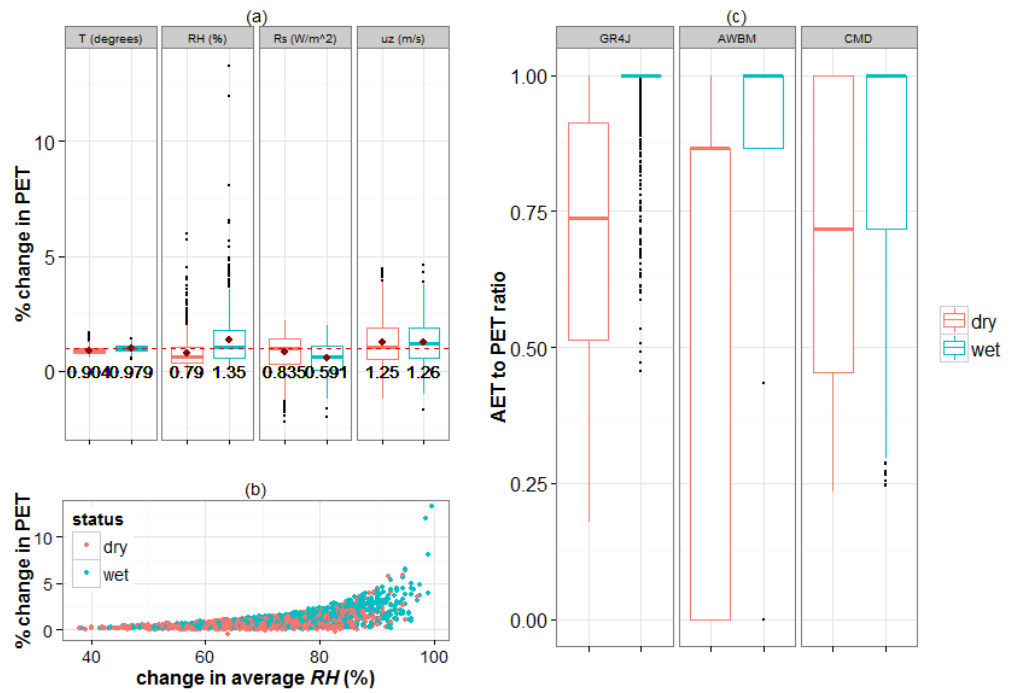 (a)
T (degrees) RH (%) Rs (W/m^2) uz (m/s)
% change in PET
10
5
0
0.904 0.979 0.79 1.35 0.835 0.591 1.25 1.26
(b)
% change in PET
10
5
0
status
dry
wet
40 60 80 100
change in average RH (%)
(c)
GR4J AWBM CMD
AET to PET ratio
1.00
0.75
0.50
0.25
0.00
dry
wet